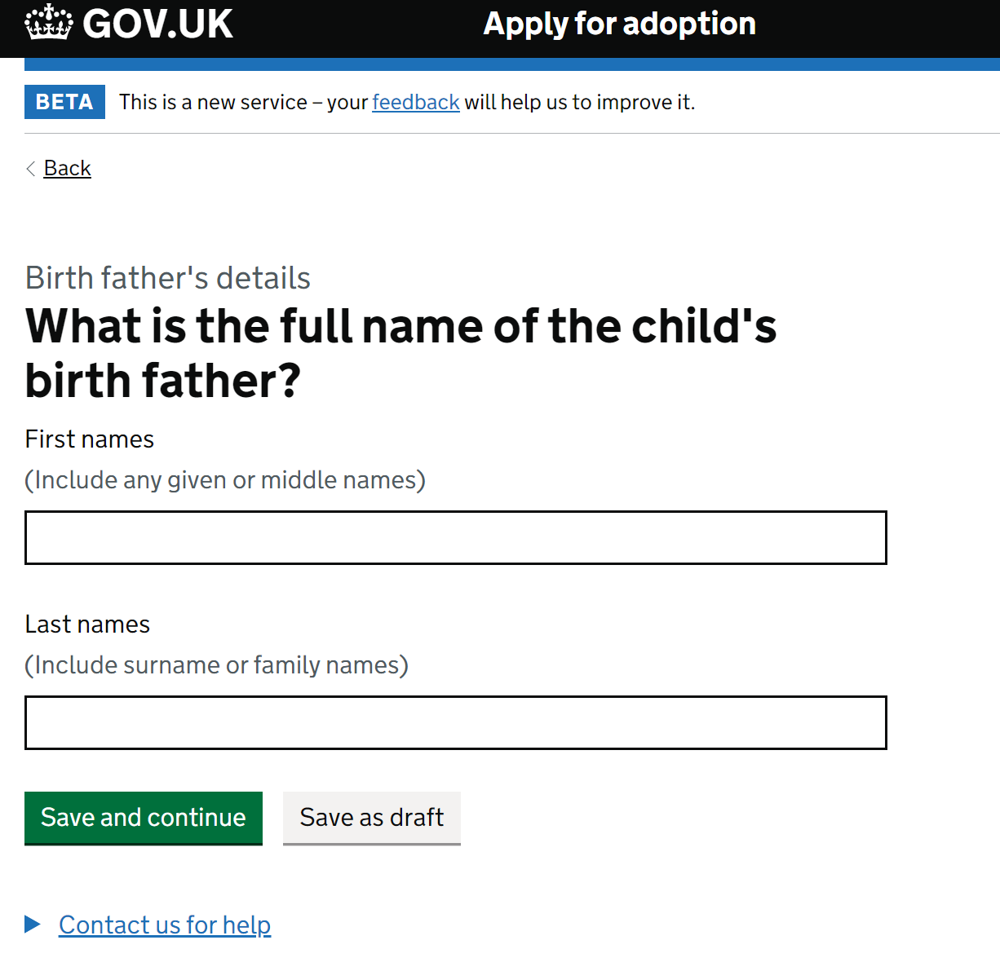 GOV.UK
Apply for adoption
BETA
This is a new service – your feedback will help us to improve it.
Back
Birth father's details
What is the full name of the child's
birth father?
First names
(Include any given or middle names)
Last names
(Include surname or family names)
Save and continue
Save as draft
Contact us for help